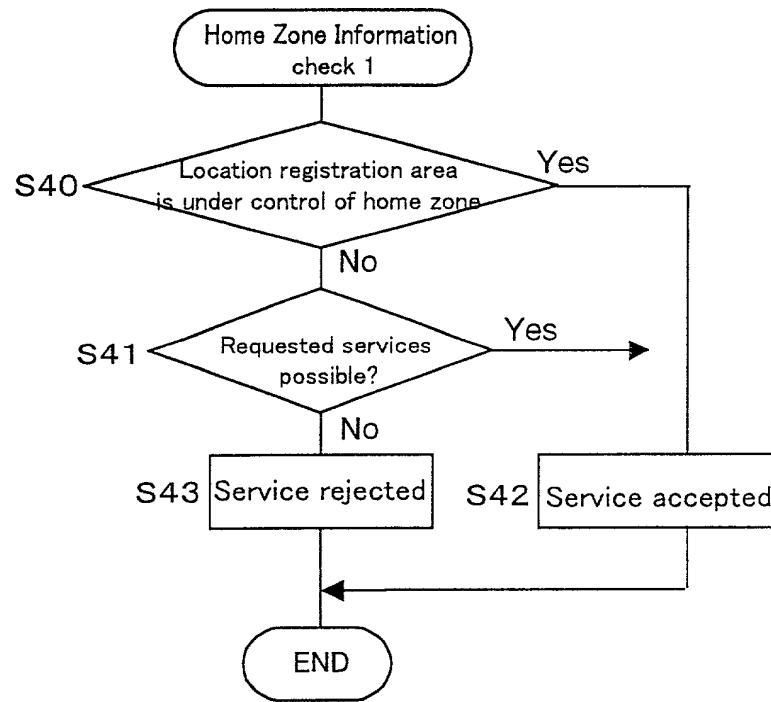 Home Zone Information
check 1
S40
Location registration area
is under control of home zone
Yes
No
S41
Requested services
possible?
Yes
No
S43
Service rejected
S42
Service accepted
END